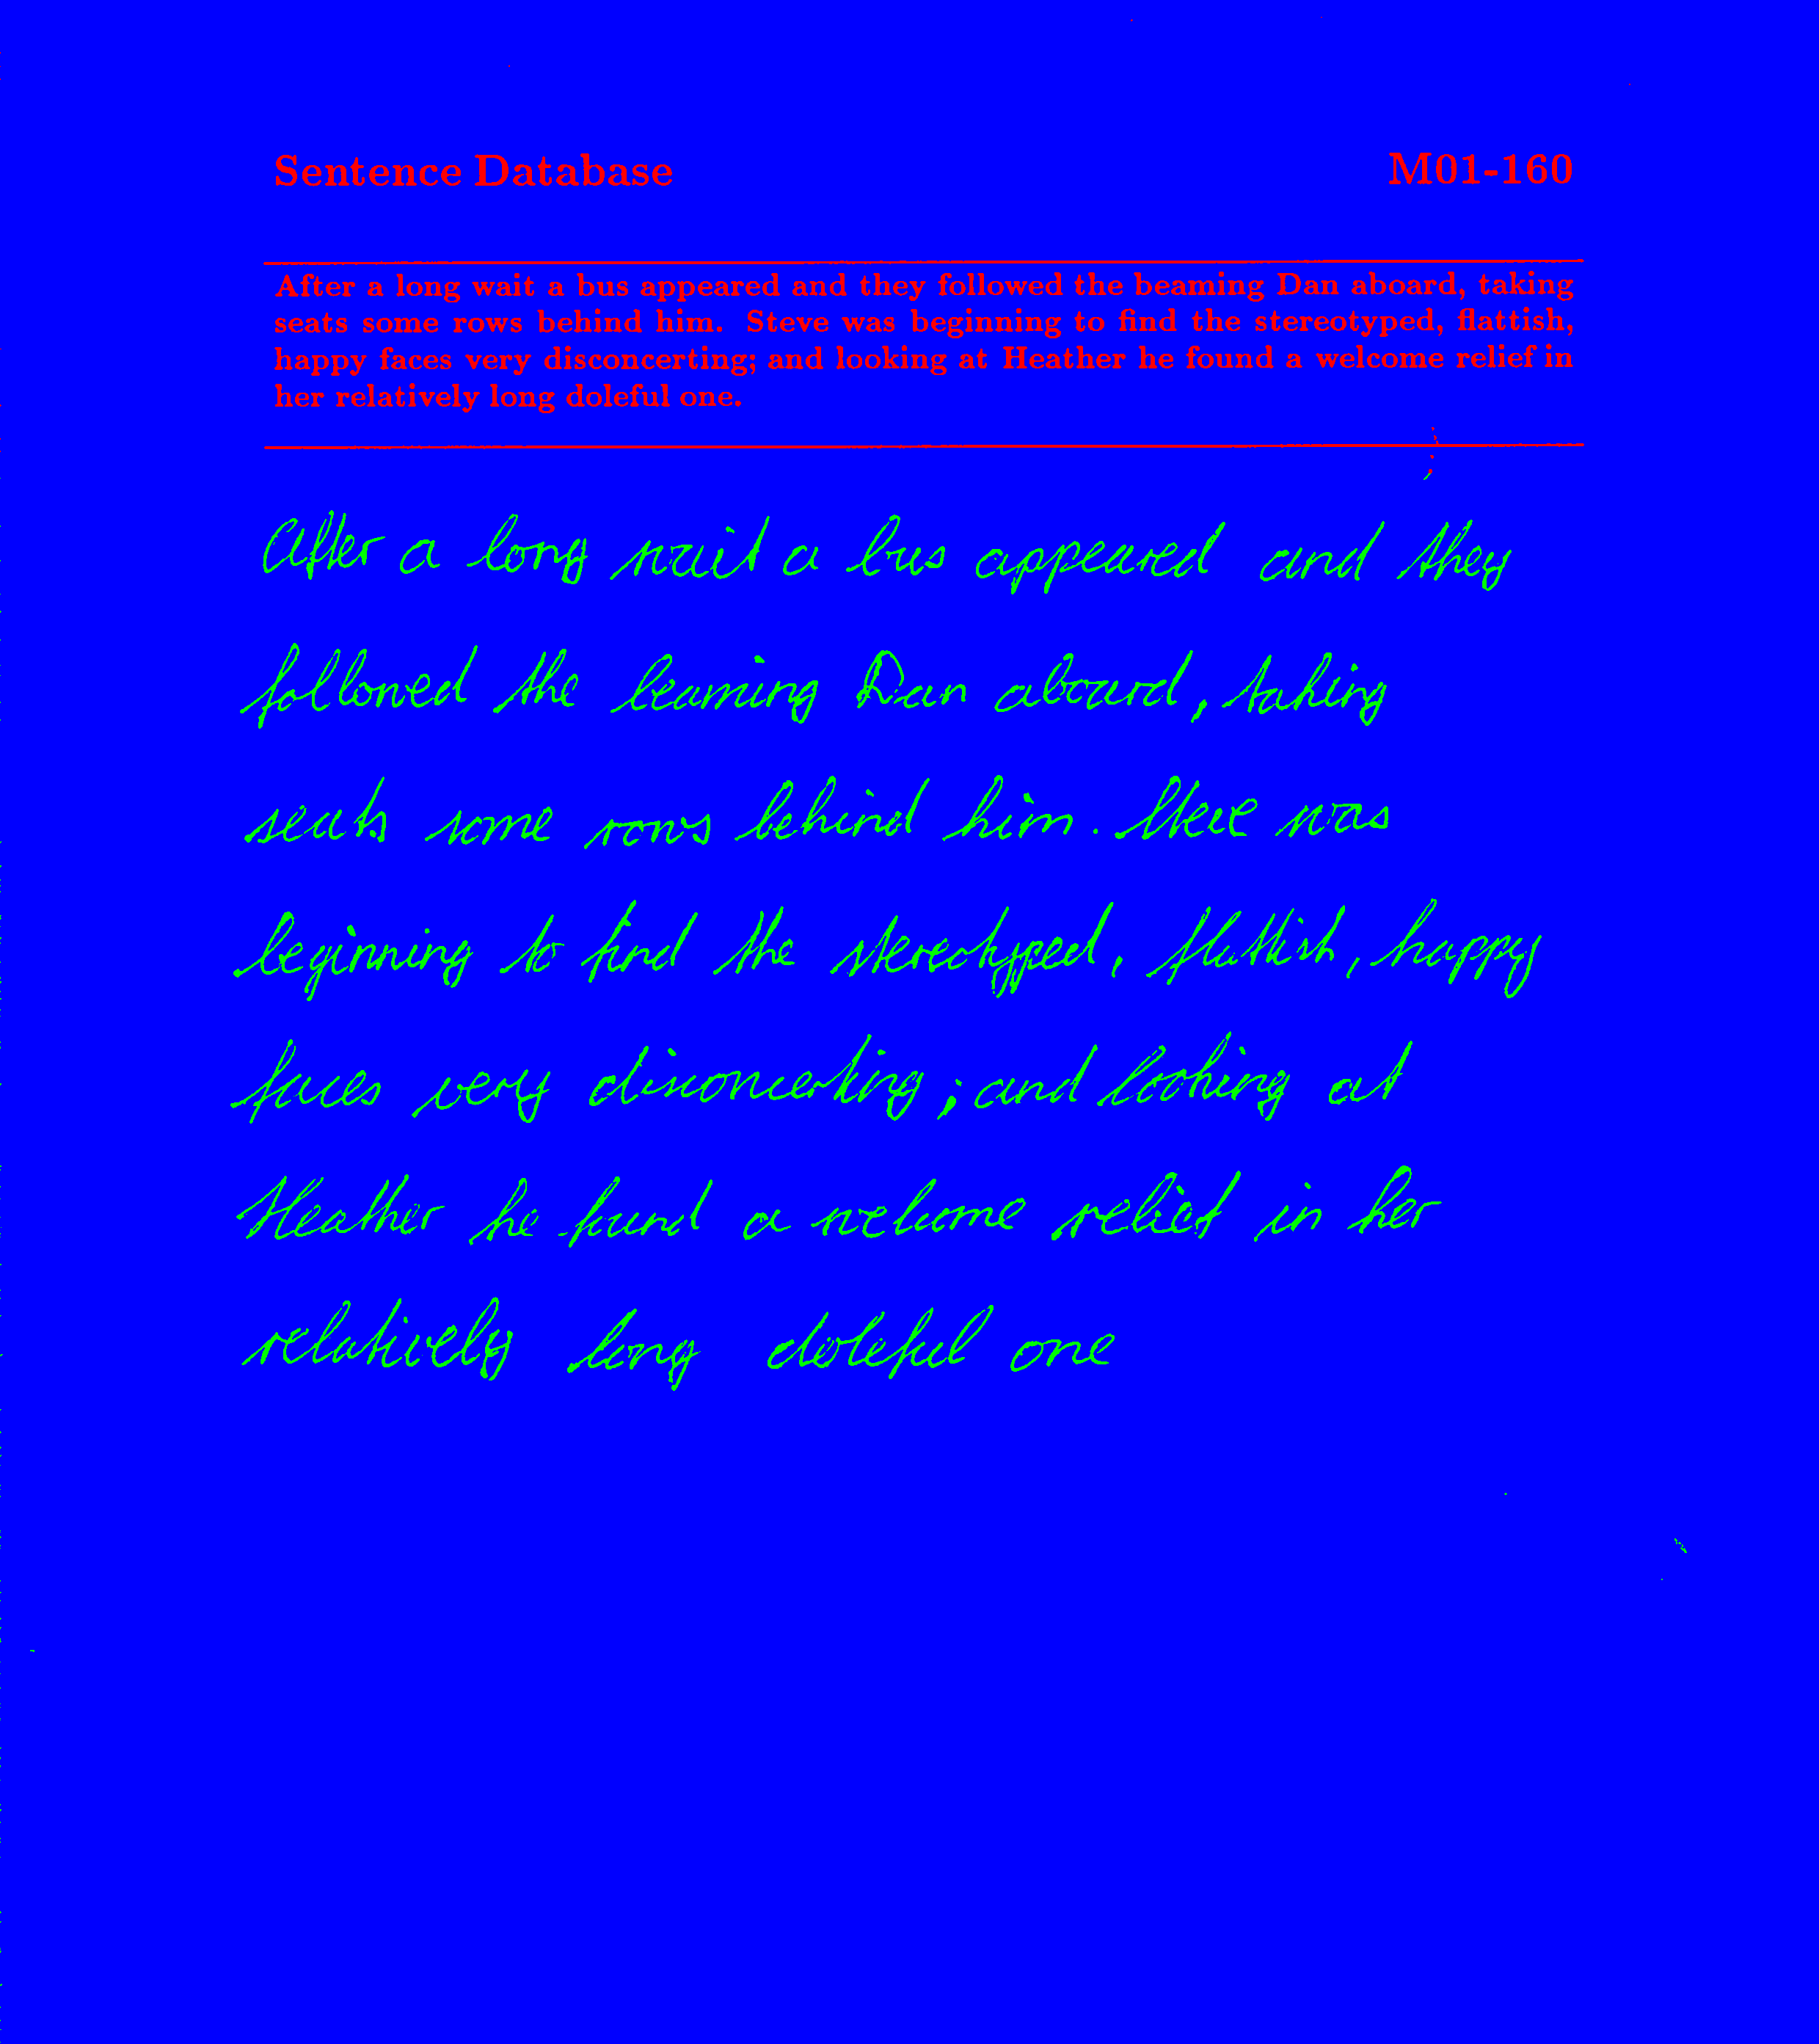 Sentence Database M01-160
After a long wait a bus appeared and they followed the beaming Dan aboard, taking
seats some rows behind him. Steve was beginning to find the stereotyped, flattish,
happy faces very disconcerting; and looking at Heather he found a welcome relief in
her relatively long doleful one.
After a long wait a bus appeared and they
followed the beaming Dan aboard, taking
seats some rows behind him. Steve was
beginning to find the stereotyped, flattish, happy
faces very disconcerting; and looking at
Heather he found a welcome relief in her
relatively long doleful one